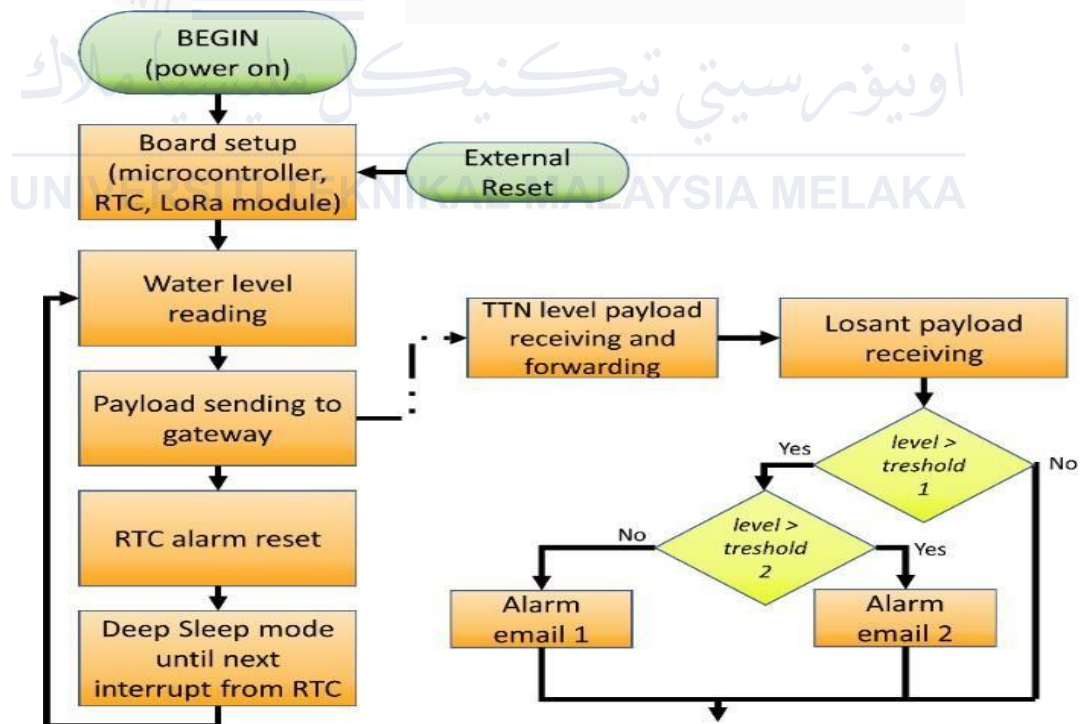 BEGIN
(power on)
اونيۏرسيتي تيكنيكل مليسيا ملاك
Board setup
(microcontroller,
RTC, LoRa module)
External
Reset
UNIVERSITI TEKNIKAL MALAYSIA MELAKA
Water level
reading
TTN level payload
receiving and
forwarding
Losant payload
receiving
Payload sending to
gateway
level >
treshold
1
Yes
No
RTC alarm reset
level >
treshold
2
No
Yes
Alarm
email 1
Alarm
email 2
Deep Sleep mode
until next
interrupt from RTC